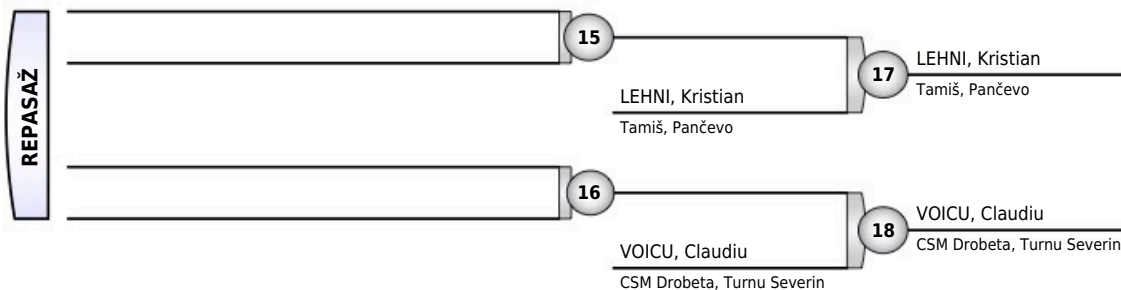 REPASAŽ
15
LEHNI, Kristian
Tamiš, Pančevo
17
LEHNI, Kristian
Tamiš, Pančevo
16
VOICU, Claudiu
CSM Drobeta, Turnu Severin
18
VOICU, Claudiu
CSM Drobeta, Turnu Severin